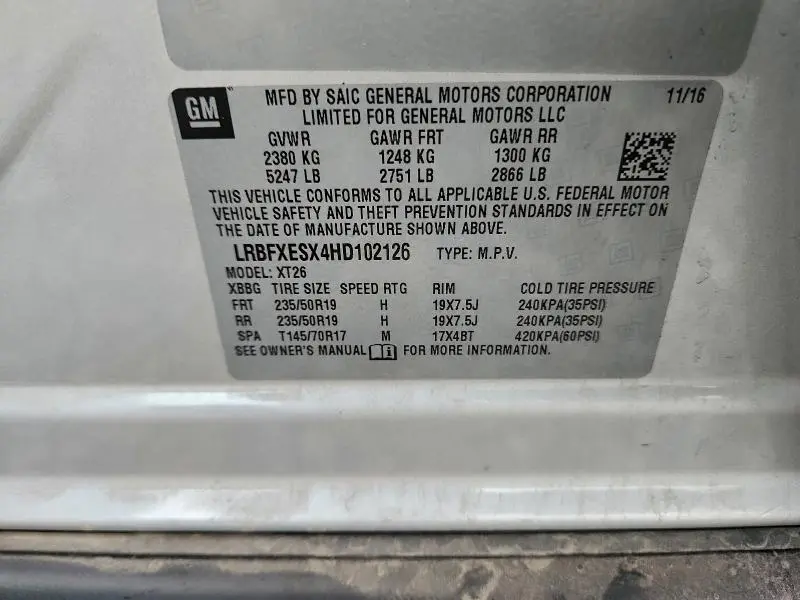 GM
MFD BY SAIC GENERAL MOTORS CORPORATION 11/16
LIMITED FOR GENERAL MOTORS LLC
GVWR GAWR FRT GAWR RR
2380 KG 1248 KG 1300 KG
5247 LB 2751 LB 2866 LB
THIS VEHICLE CONFORMS TO ALL APPLICABLE U.S. FEDERAL MOTOR
VEHICLE SAFETY AND THEFT PREVENTION STANDARDS IN EFFECT ON
THE DATE OF MANUFACTURE SHOWN ABOVE.
LRBFXESX4HD102126 TYPE: M.P.V.
MODEL: XT26
XBBG TIRE SIZE SPEED RTG RIM COLD TIRE PRESSURE
FRT 235/50R19 H 19X7.5J 240KPA(35PSI)
RR 235/50R19 H 19X7.5J 240KPA(35PSI)
SPA T145/70R17 M 17X4BT 420KPA(60PSI)
SEE OWNER'S MANUAL FOR MORE INFORMATION.